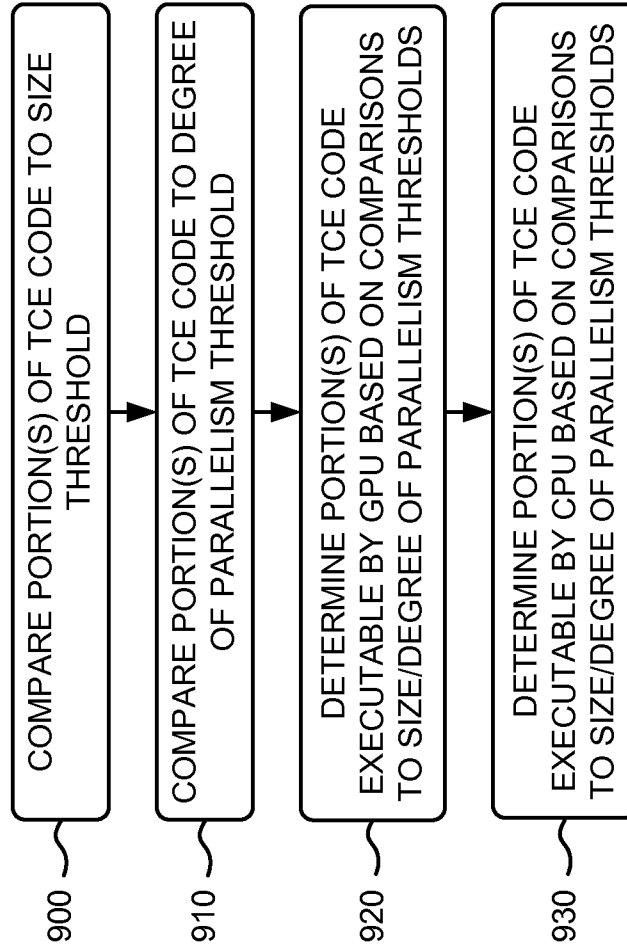 900
COMPARE PORTION(S) OF TCE CODE TO SIZE
THRESHOLD
910
COMPARE PORTION(S) OF TCE CODE TO DEGREE
OF PARALLELISM THRESHOLD
920
DETERMINE PORTION(S) OF TCE CODE
EXECUTABLE BY GPU BASED ON COMPARISONS
TO SIZE/DEGREE OF PARALLELISM THRESHOLDS
930
DETERMINE PORTION(S) OF TCE CODE
EXECUTABLE BY CPU BASED ON COMPARISONS
TO SIZE/DEGREE OF PARALLELISM THRESHOLDS